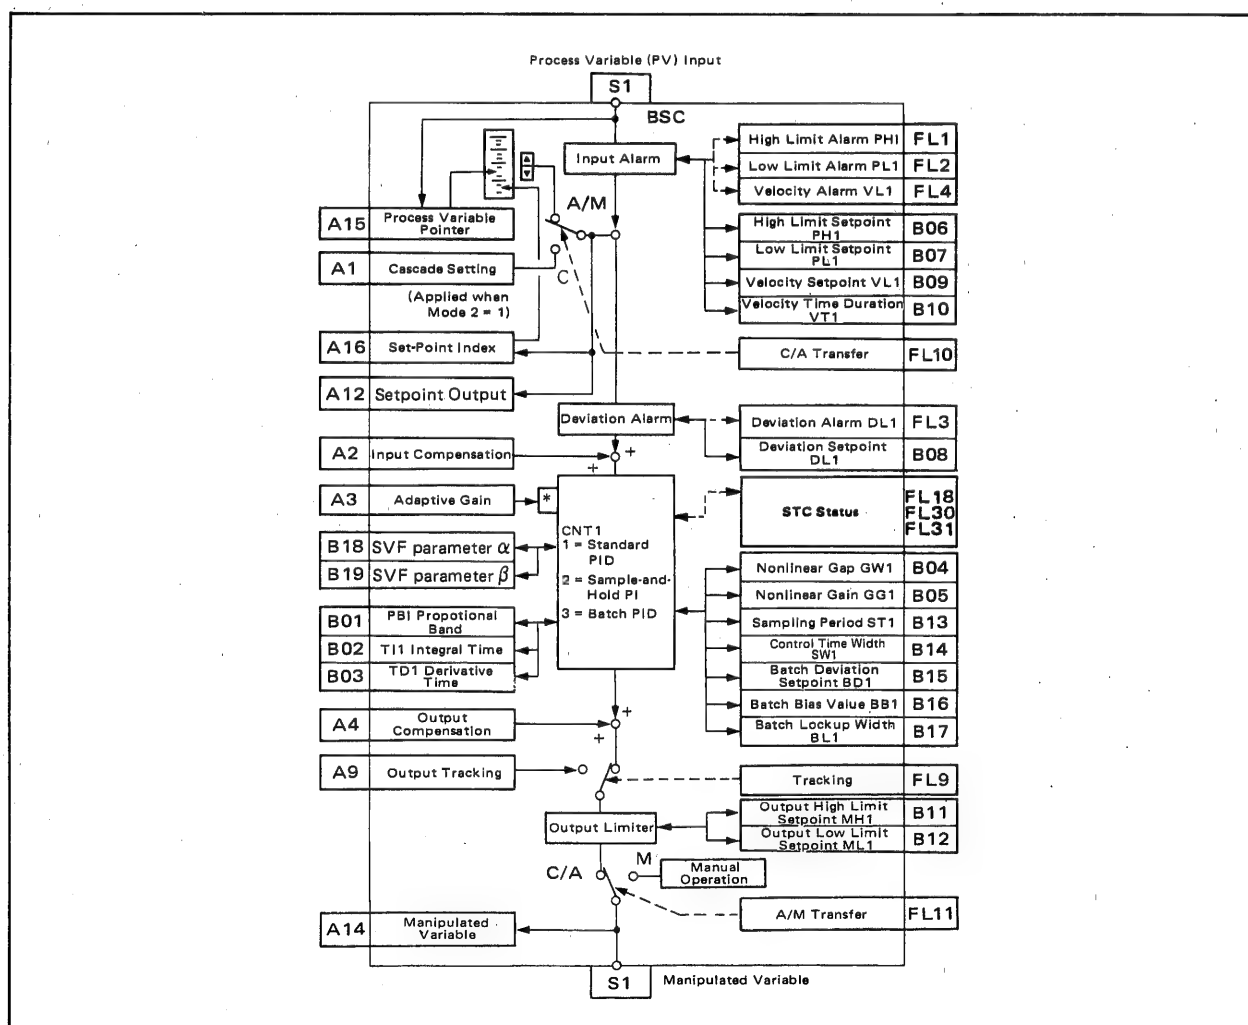 Process Variable (PV) Input
S1
BSC
Input Alarm
High Limit Alarm PHI FL1
Low Limit Alarm PL1 FL2
Velocity Alarm VL1 FL4
A/M
A15 Process Variable
Pointer
High Limit Setpoint
PH1 B06
Low Limit Setpoint
PL1 B07
A1 Cascade Setting
C
Velocity Setpoint VL1 B09
(Applied when
Mode 2 = 1)
Velocity Time Duration
VT1 B10
A16 Set-Point Index
C/A Transfer FL10
A12 Setpoint Output
Deviation Alarm
Deviation Alarm DL1 FL3
Deviation Setpoint
DL1 B08
A2 Input Compensation
+
+
A3 Adaptive Gain
*
STC Status
FL18
FL30
FL31
CNT1
1 = Standard
PID
2 = Sample-and-
Hold PI
3 = Batch PID
B18 SVF parameter α
B19 SVF parameter β
Nonlinear Gap GW1 B04
Nonlinear Gain GG1 B05
B01 PBI Propotional
Band
Sampling Period ST1 B13
B02 TI1 Integral Time
Control Time Width
SW1 B14
B03 TD1 Derivative
Time
Batch Deviation
Setpoint BD1 B15
Batch Bias Value BB1 B16
Batch Lockup Width
BL1 B17
A4 Output
Compensation
+
+
A9 Output Tracking
Tracking FL9
Output Limiter
Output High Limit
Setpoint MH1 B11
Output Low Limit
Setpoint ML1 B12
C/A
M
Manual
Operation
A/M Transfer FL11
A14 Manipulated
Variable
S1
Manipulated Variable